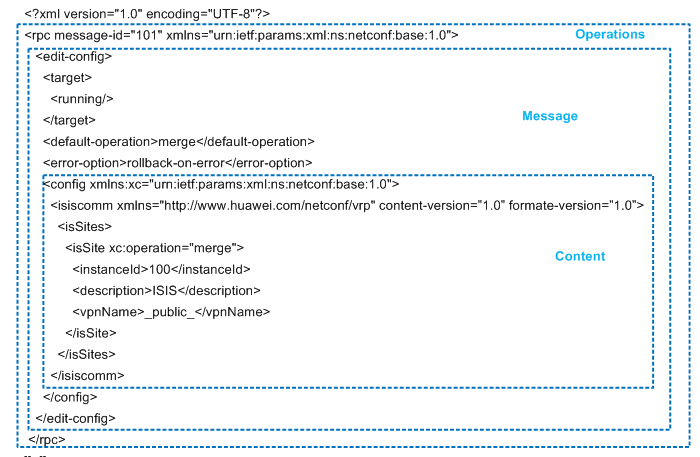 <?xml version="1.0" encoding="UTF-8"?>
<rpc message-id="101" xmlns="urn:ietf:params:xml:ns:netconf:base:1.0">
Operations
<edit-config>
<target>
<running/>
</target>
Message
<default-operation>merge</default-operation>
<error-option>rollback-on-error</error-option>
<config xmlns:xc="urn:ietf:params:xml:ns:netconf:base:1.0">
<isiscomm xmlns="http://www.huawei.com/netconf/vrp" content-version="1.0" formate-version="1.0">
<isSites>
<isSite xc:operation="merge">
Content
<instanceId>100</instanceId>
<description>ISIS</description>
<vpnName>_public_</vpnName>
</isSite>
</isSites>
</isiscomm>
</config>
</edit-config>
</rpc>